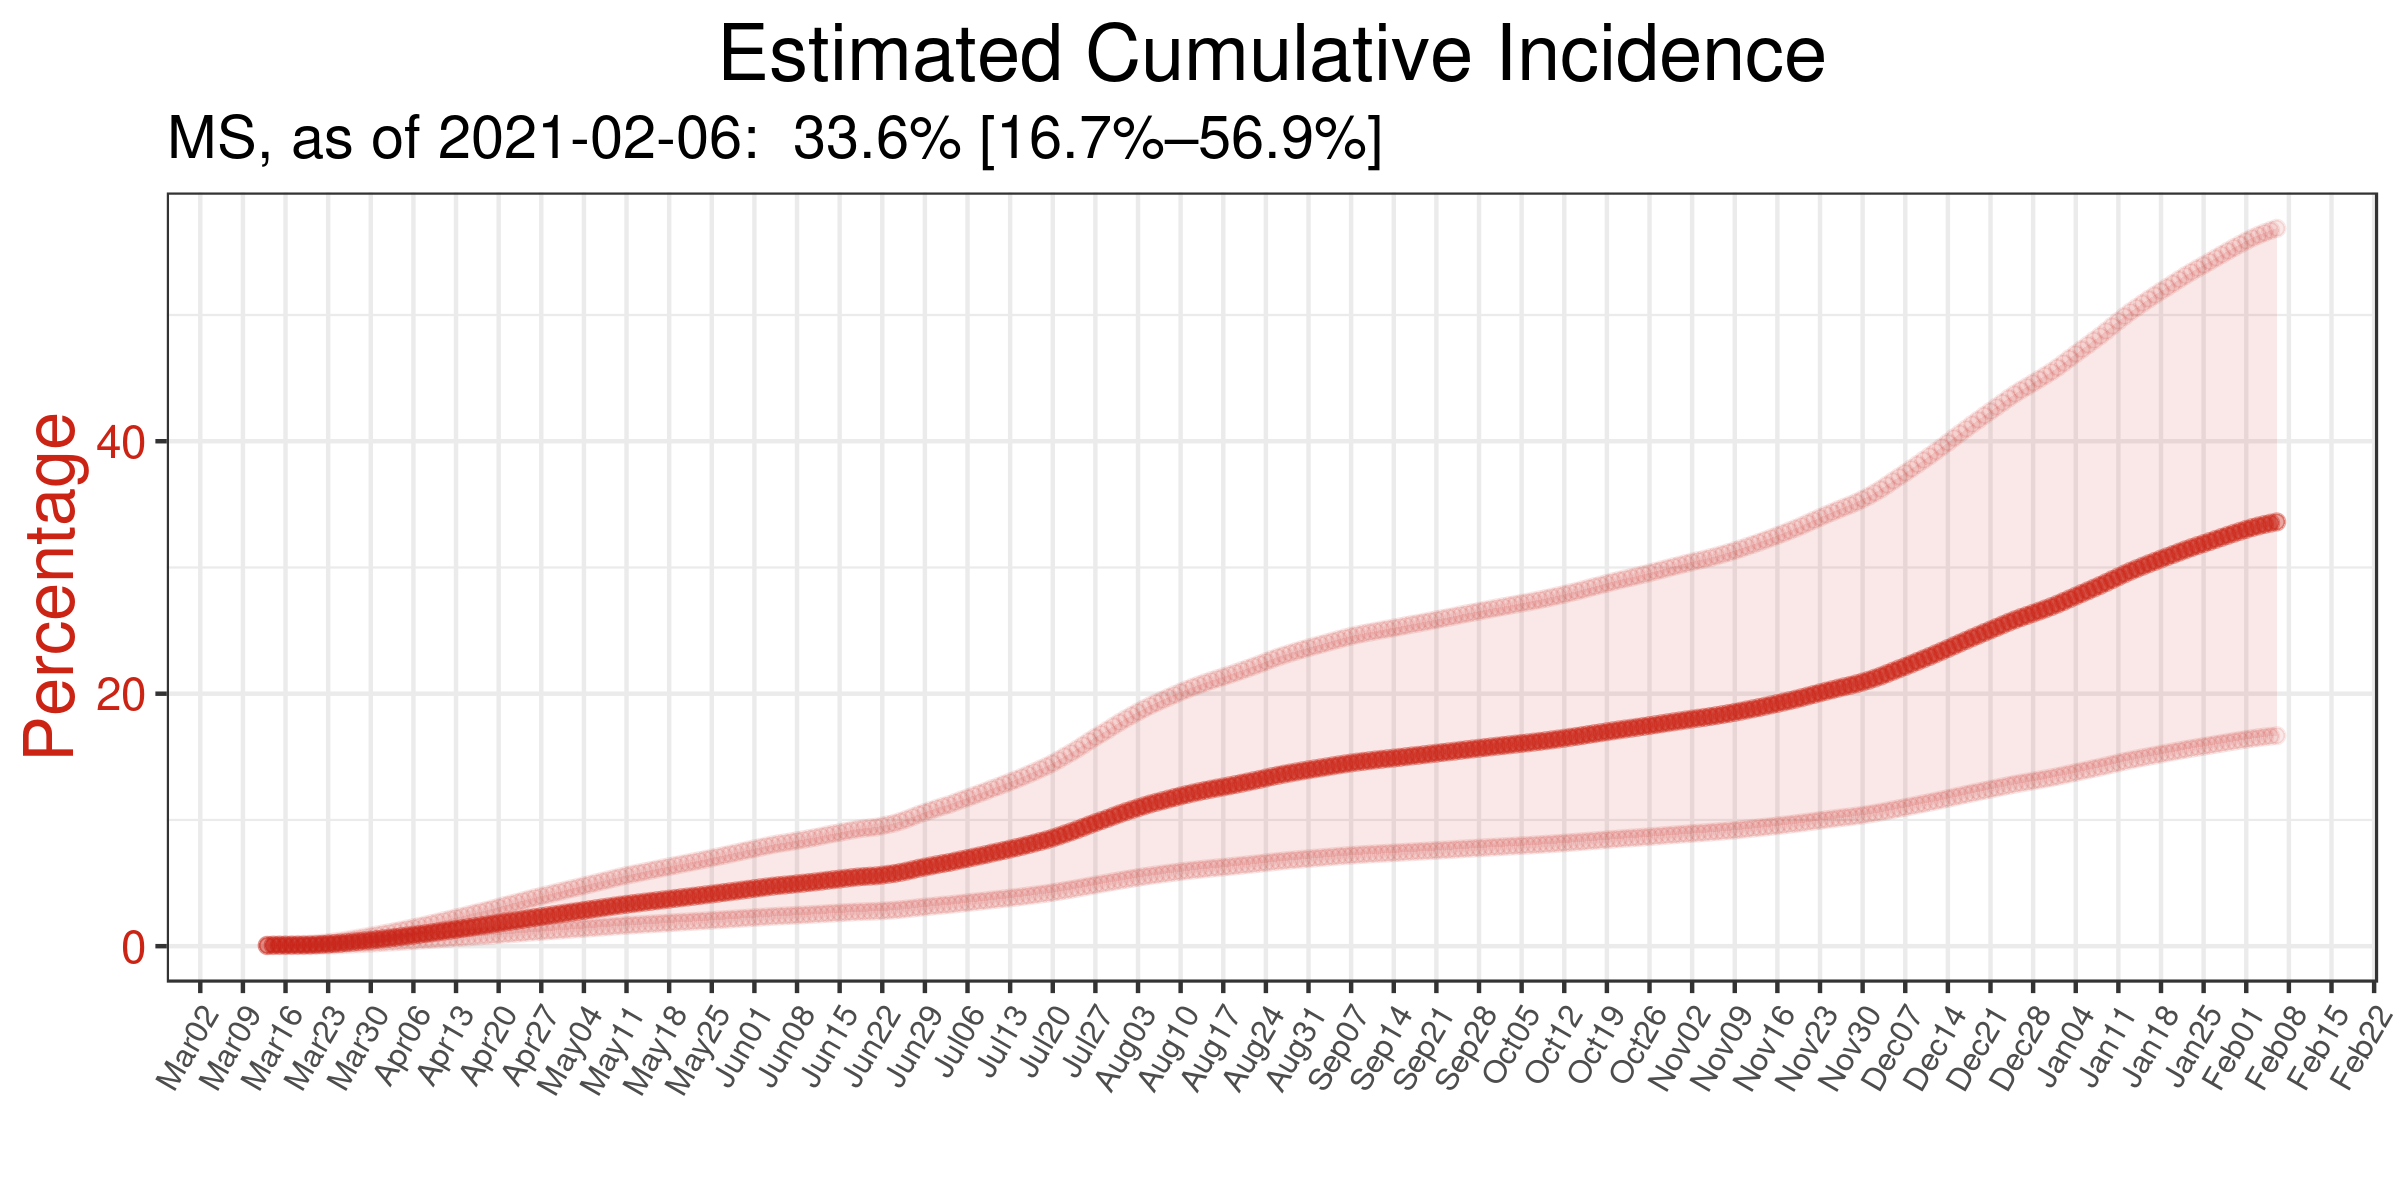 Estimated Cumulative Incidence
MS, as of 2021-02-06:  33.6% [16.7%–56.9%]
Percentage
40
20
0
Mar02 Mar09 Mar16 Mar23 Mar30 Apr06 Apr13 Apr20 Apr27 May04 May11 May18 May25 Jun01 Jun08 Jun15 Jun22 Jun29 Jul06 Jul13 Jul20 Jul27 Aug03 Aug10 Aug17 Aug24 Aug31 Sep07 Sep14 Sep21 Sep28 Oct05 Oct12 Oct19 Oct26 Nov02 Nov09 Nov16 Nov23 Nov30 Dec07 Dec14 Dec21 Dec28 Jan04 Jan11 Jan18 Jan25 Feb01 Feb08 Feb15 Feb22